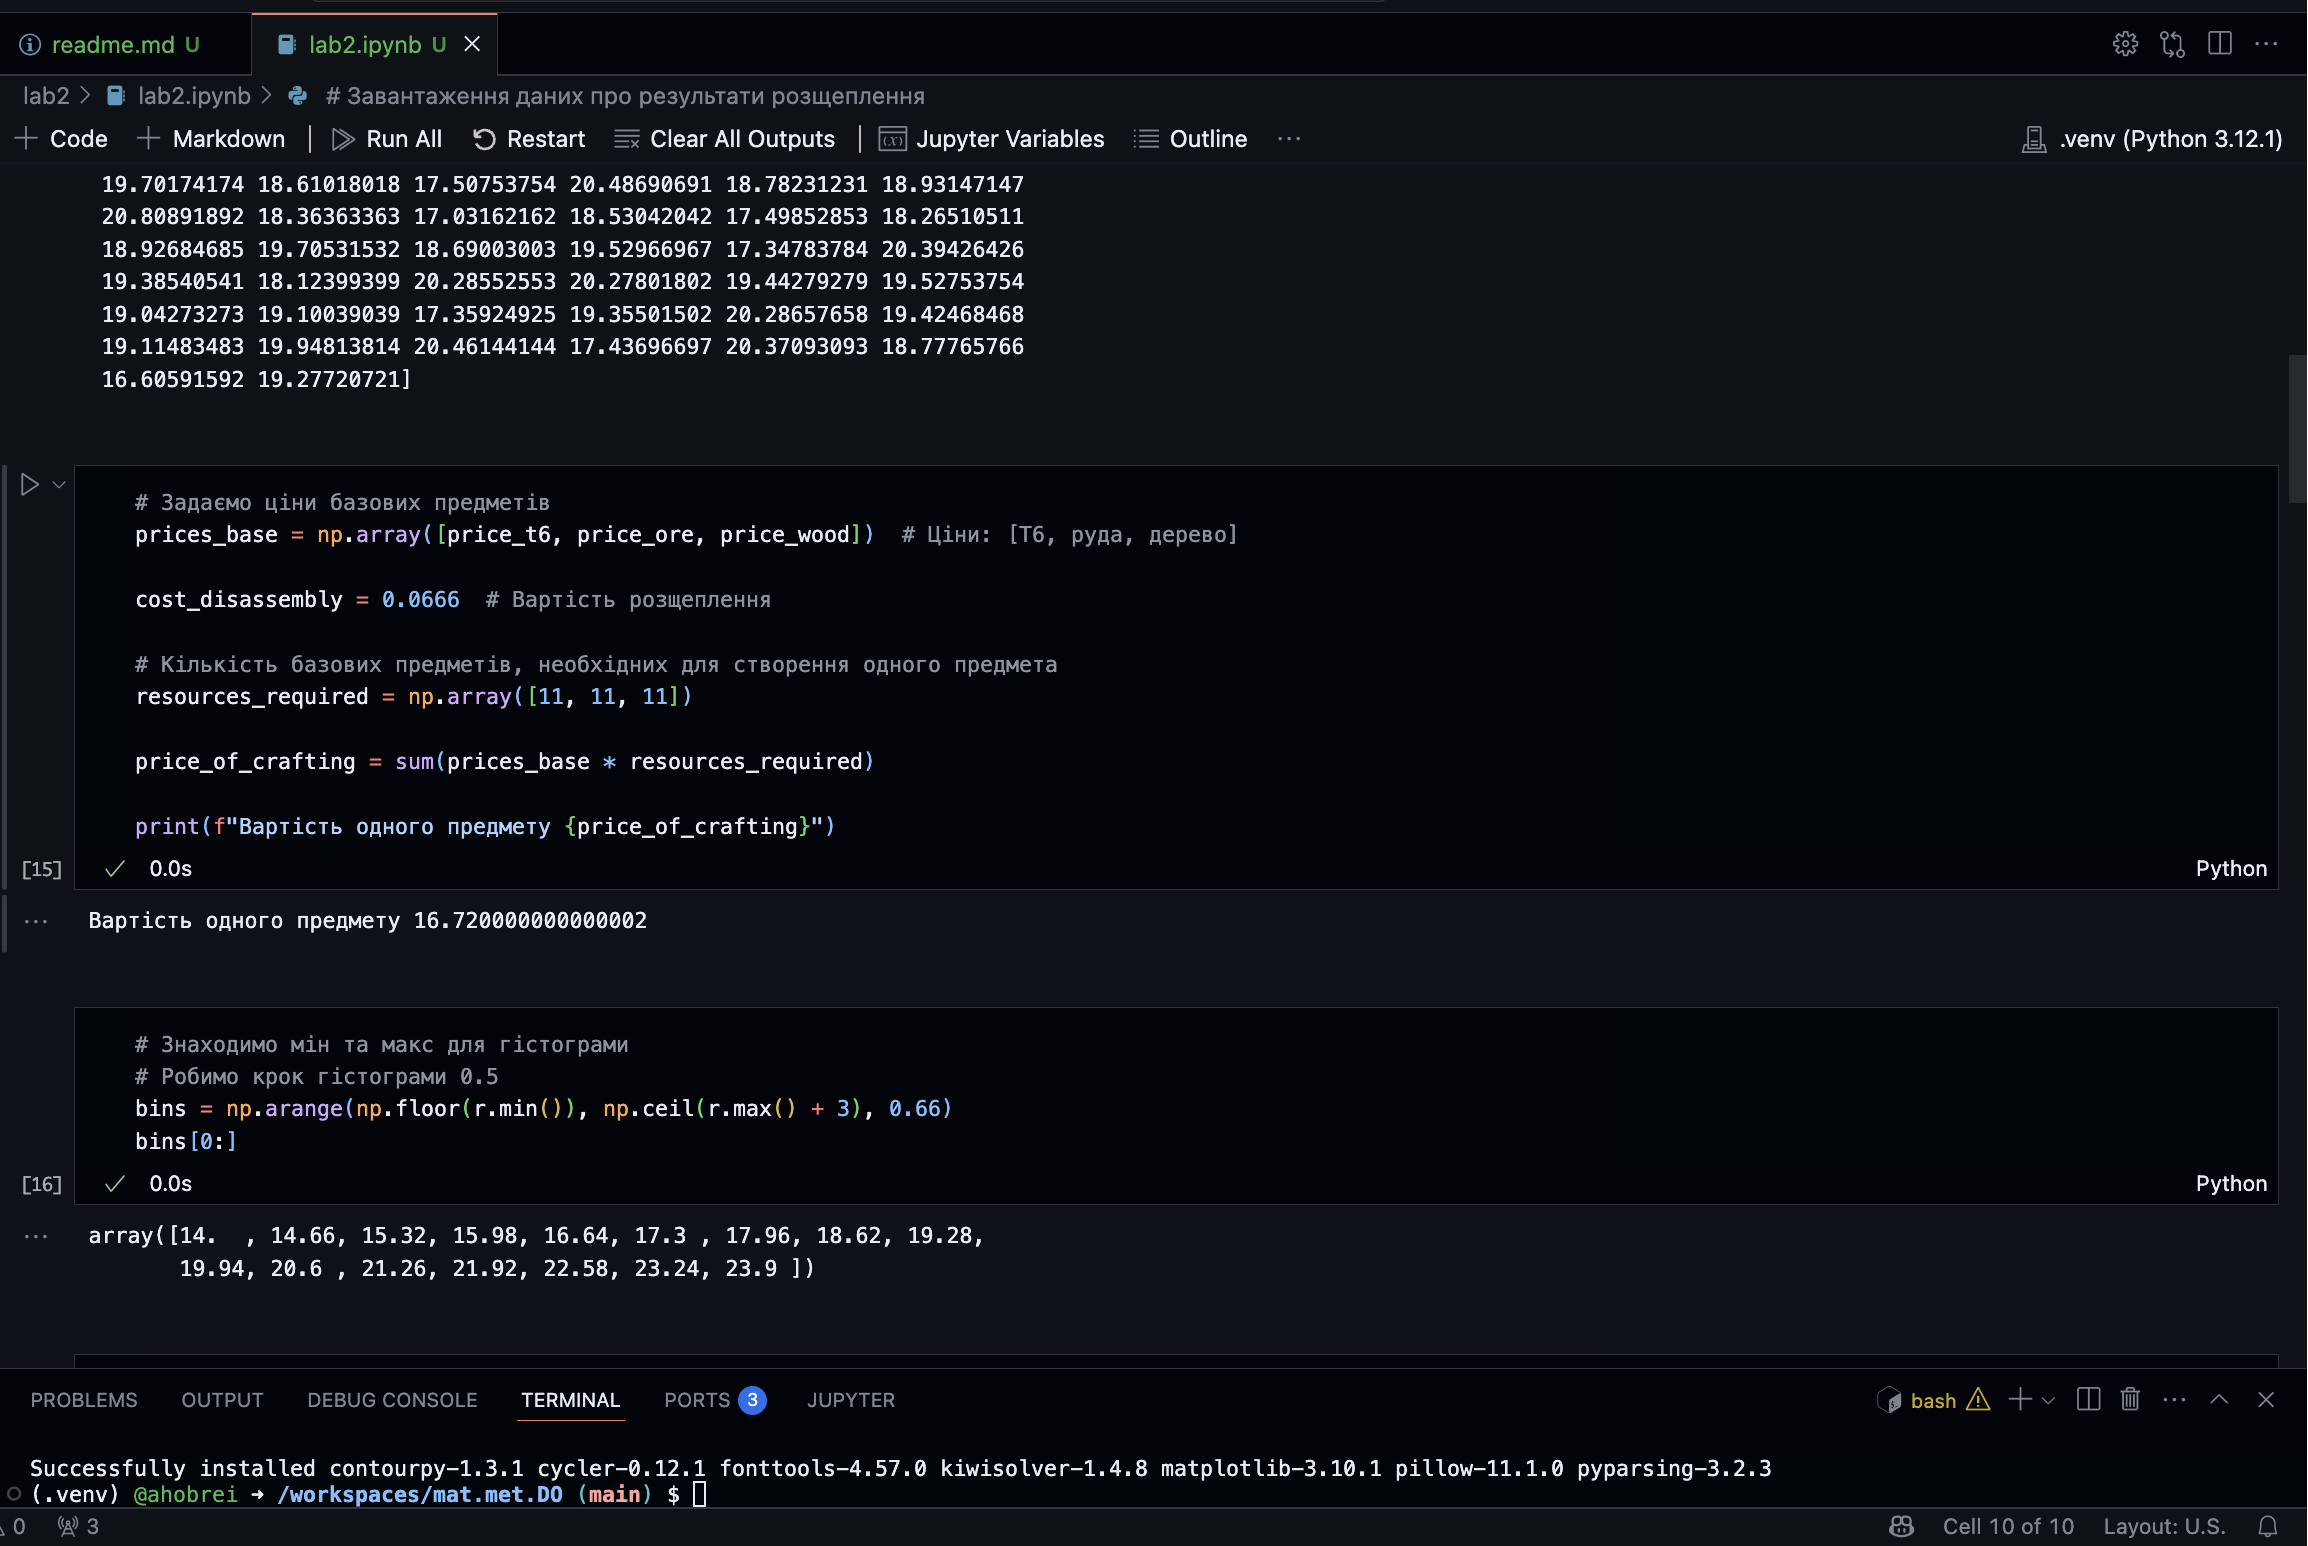 readme.md U
lab2.ipynb U
lab2 > lab2.ipynb > # Завантаження даних про результати розщеплення
Code Markdown | Run All Restart Clear All Outputs | Jupyter Variables Outline ... .venv (Python 3.12.1)
19.70174174 18.61018018 17.50753754 20.48690691 18.78231231 18.93147147
20.80891892 18.36363363 17.03162162 18.53042042 17.49852853 18.26510511
18.92684685 19.70531532 18.69003003 19.52966967 17.34783784 20.39426426
19.38540541 18.12399399 20.28552553 20.27801802 19.44279279 19.52753754
19.04273273 19.10039039 17.35924925 19.35501502 20.28657658 19.42468468
19.11483483 19.94813814 20.46144144 17.43696697 20.37093093 18.77765766
16.60591592 19.27720721]
# Задаємо ціни базових предметів
prices_base = np.array([price_t6, price_ore, price_wood]) # Ціни: [Т6, руда, дерево]
cost_disassembly = 0.0666 # Вартість розщеплення
# Кількість базових предметів, необхідних для створення одного предмета
resources_required = np.array([11, 11, 11])
price_of_crafting = sum(prices_base * resources_required)
print(f"Вартість одного предмету {price_of_crafting}")
[15] 0.0s Python
Вартість одного предмету 16.720000000000002
# Знаходимо мін та макс для гістограми
# Робимо крок гістограми 0.5
bins = np.arange(np.floor(r.min()), np.ceil(r.max() + 3), 0.66)
bins[0:]
[16] 0.0s Python
array([14.  , 14.66, 15.32, 15.98, 16.64, 17.3 , 17.96, 18.62, 19.28,
19.94, 20.6 , 21.26, 21.92, 22.58, 23.24, 23.9 ])
PROBLEMS OUTPUT DEBUG CONSOLE TERMINAL PORTS 3 JUPYTER bash
Successfully installed contourpy-1.3.1 cycler-0.12.1 fonttools-4.57.0 kiwisolver-1.4.8 matplotlib-3.10.1 pillow-11.1.0 pyparsing-3.2.3
(.venv) @ahobrei → /workspaces/mat.met.DO (main) $
0 3 Cell 10 of 10 Layout: U.S.